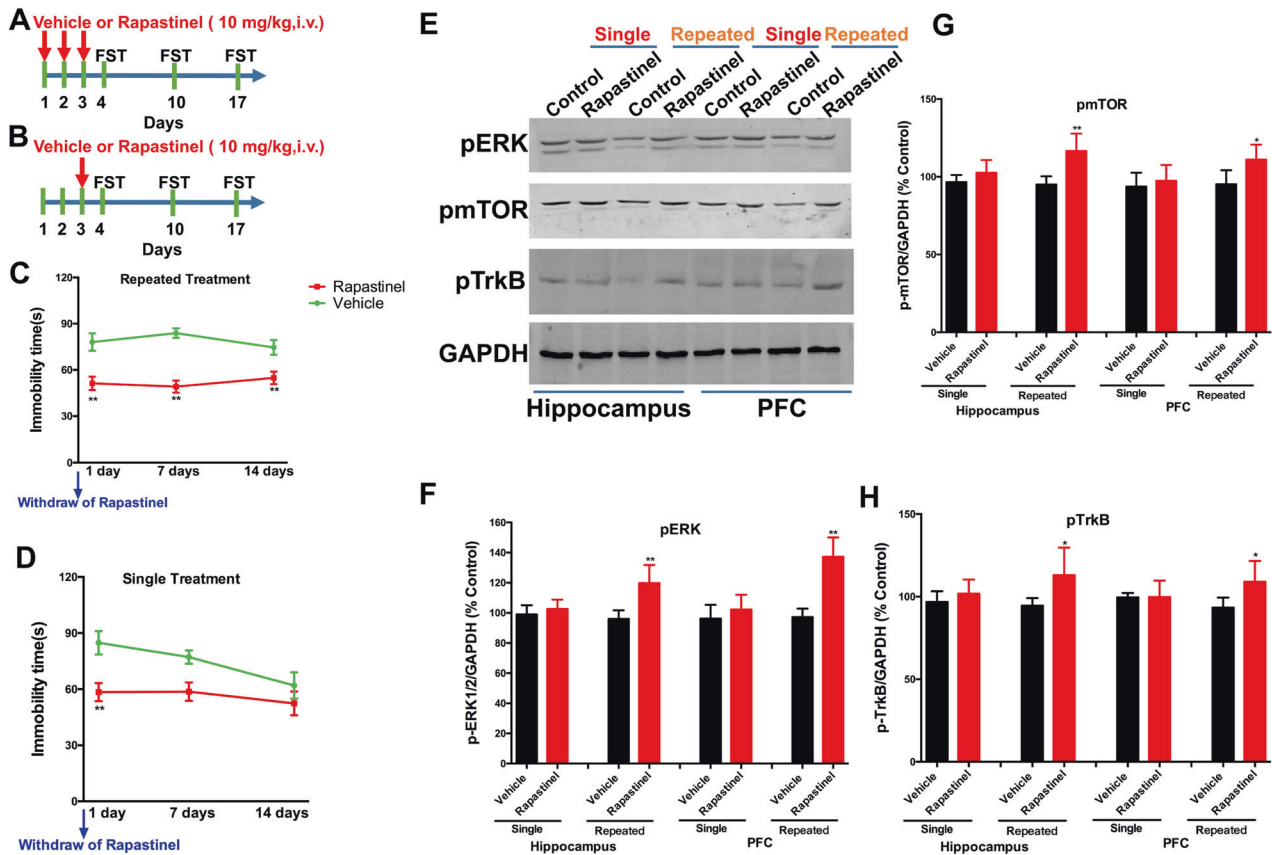 A
Vehicle or Rapastinel ( 10 mg/kg,i.v.)
FST FST FST
1 2 3 4 10 17
Days
B
Vehicle or Rapastinel ( 10 mg/kg,i.v.)
FST FST FST
1 2 3 4 10 17
Days
C
Repeated Treatment
Rapastinel
Vehicle
Immobility time(s)
120
90
60
30
0
** ** **
1 day 7 days 14 days
Withdraw of Rapastinel
D
Single Treatment
Immobility time(s)
120
90
60
30
0
**
1 day 7 days 14 days
Withdraw of Rapastinel
E
Single Repeated Single Repeated
Control Rapastinel Control Rapastinel Control Rapastinel Control Rapastinel
pERK
pmTOR
pTrkB
GAPDH
Hippocampus PFC
F
pERK
p-ERK1/2/GAPDH (% Control)
160
140
120
100
80
60
40
20
0
** **
Vehicle Rapastinel Vehicle Rapastinel Vehicle Rapastinel Vehicle Rapastinel
Single Repeated Single Repeated
Hippocampus PFC
G
pmTOR
p-mTOR/GAPDH (% Control)
150
100
50
0
** *
Vehicle Rapastinel Vehicle Rapastinel Vehicle Rapastinel Vehicle Rapastinel
Single Repeated Single Repeated
Hippocampus PFC
H
pTrkB
p-TrkB/GAPDH (% Control)
150
100
50
0
* *
Vehicle Rapastinel Vehicle Rapastinel Vehicle Rapastinel Vehicle Rapastinel
Single Repeated Single Repeated
Hippocampus PFC